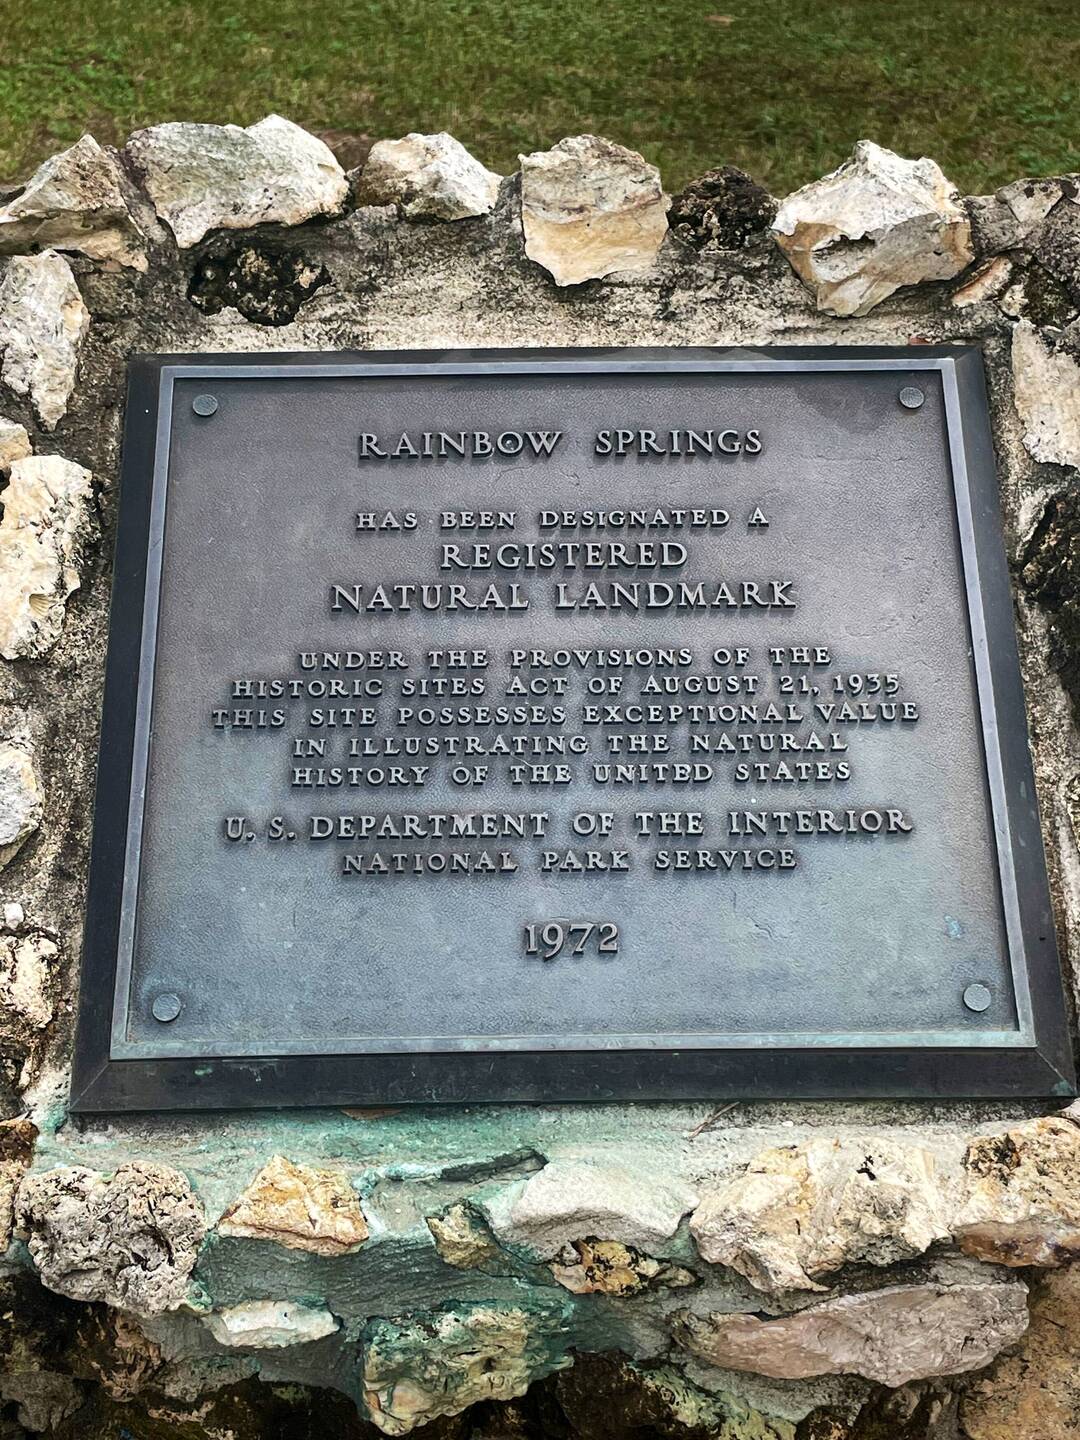 RAINBOW SPRINGS
HAS BEEN DESIGNATED A
REGISTERED
NATURAL LANDMARK
UNDER THE PROVISIONS OF THE
HISTORIC SITES ACT OF AUGUST 21, 1935
THIS SITE POSSESSES EXCEPTIONAL VALUE
IN ILLUSTRATING THE NATURAL
HISTORY OF THE UNITED STATES
U. S. DEPARTMENT OF THE INTERIOR
NATIONAL PARK SERVICE
1972